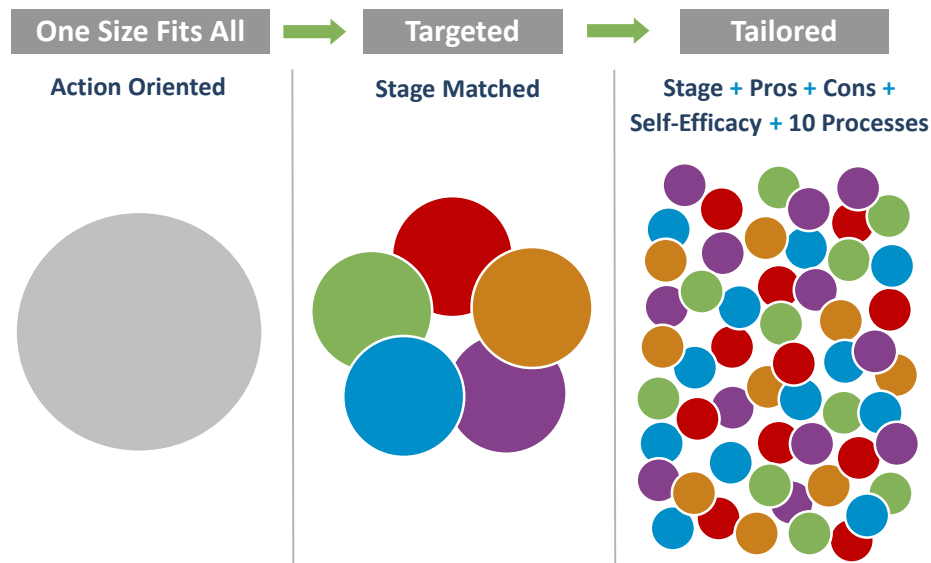 One Size Fits All
Targeted
Tailored
Action Oriented
Stage Matched
Stage + Pros + Cons +
Self-Efficacy + 10 Processes